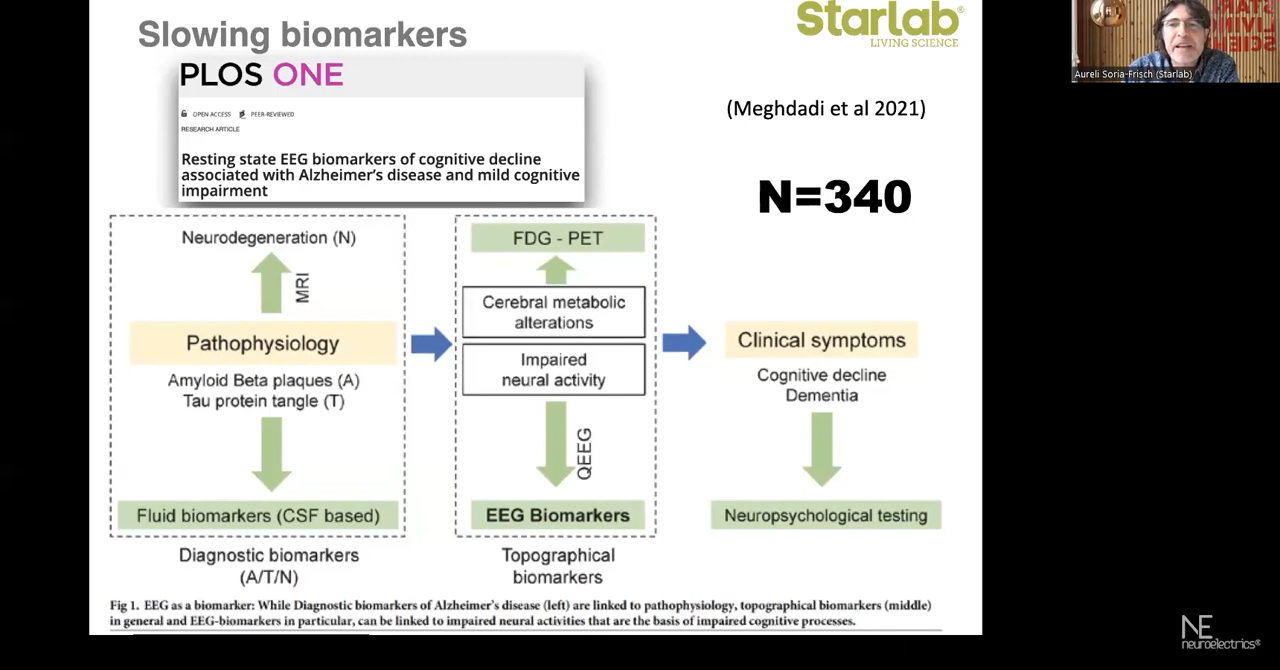 Slowing biomarkers
Starlab®
LIVING SCIENCE
Aureli Soria-Frisch (Starlab)
PLOS ONE
OPEN ACCESS PEER-REVIEWED
RESEARCH ARTICLE
Resting state EEG biomarkers of cognitive decline
associated with Alzheimer's disease and mild cognitive
impairment
(Meghdadi et al 2021)
N=340
Neurodegeneration (N)
MRI
Pathophysiology
Amyloid Beta plaques (A)
Tau protein tangle (T)
Fluid biomarkers (CSF based)
Diagnostic biomarkers
(A/T/N)
FDG - PET
Cerebral metabolic
alterations
Impaired
neural activity
QEEG
EEG Biomarkers
Topographical
biomarkers
Clinical symptoms
Cognitive decline
Dementia
Neuropsychological testing
Fig 1. EEG as a biomarker: While Diagnostic biomarkers of Alzheimer's disease (left) are linked to pathophysiology, topographical biomarkers (middle)
in general and EEG-biomarkers in particular, can be linked to impaired neural activities that are the basis of impaired cognitive processes.
NE
neuroelectrics®